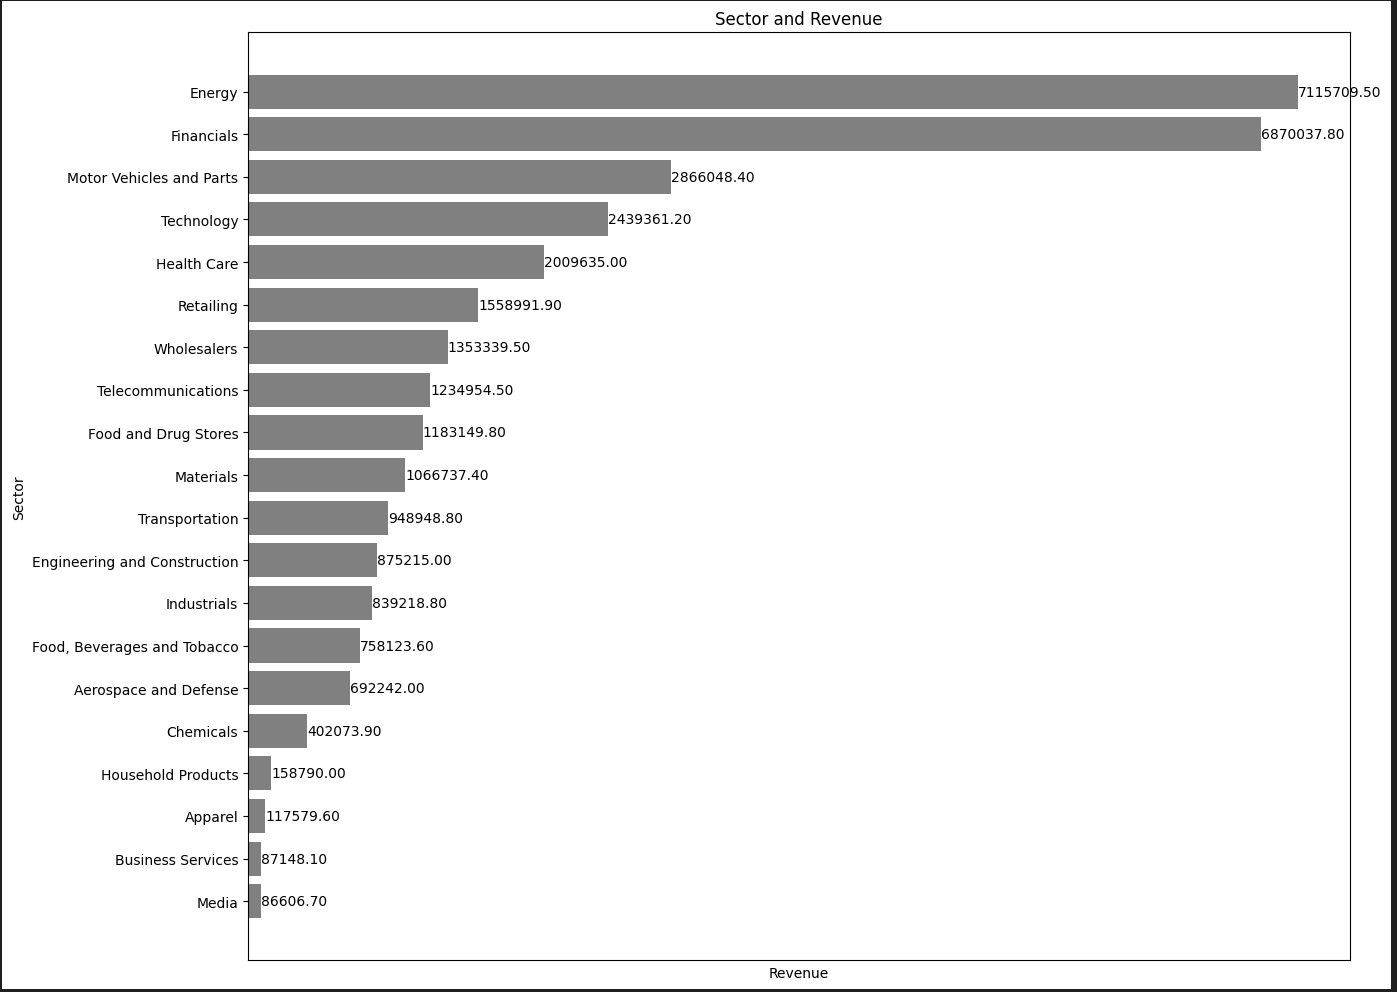 Sector and Revenue
Energy 7115709.50
Financials 6870037.80
Motor Vehicles and Parts 2866048.40
Technology 2439361.20
Health Care 2009635.00
Retailing 1558991.90
Wholesalers 1353339.50
Telecommunications 1234954.50
Food and Drug Stores 1183149.80
Materials 1066737.40
Transportation 948948.80
Engineering and Construction 875215.00
Industrials 839218.80
Food, Beverages and Tobacco 758123.60
Aerospace and Defense 692242.00
Chemicals 402073.90
Household Products 158790.00
Apparel 117579.60
Business Services 87148.10
Media 86606.70
Sector
Revenue